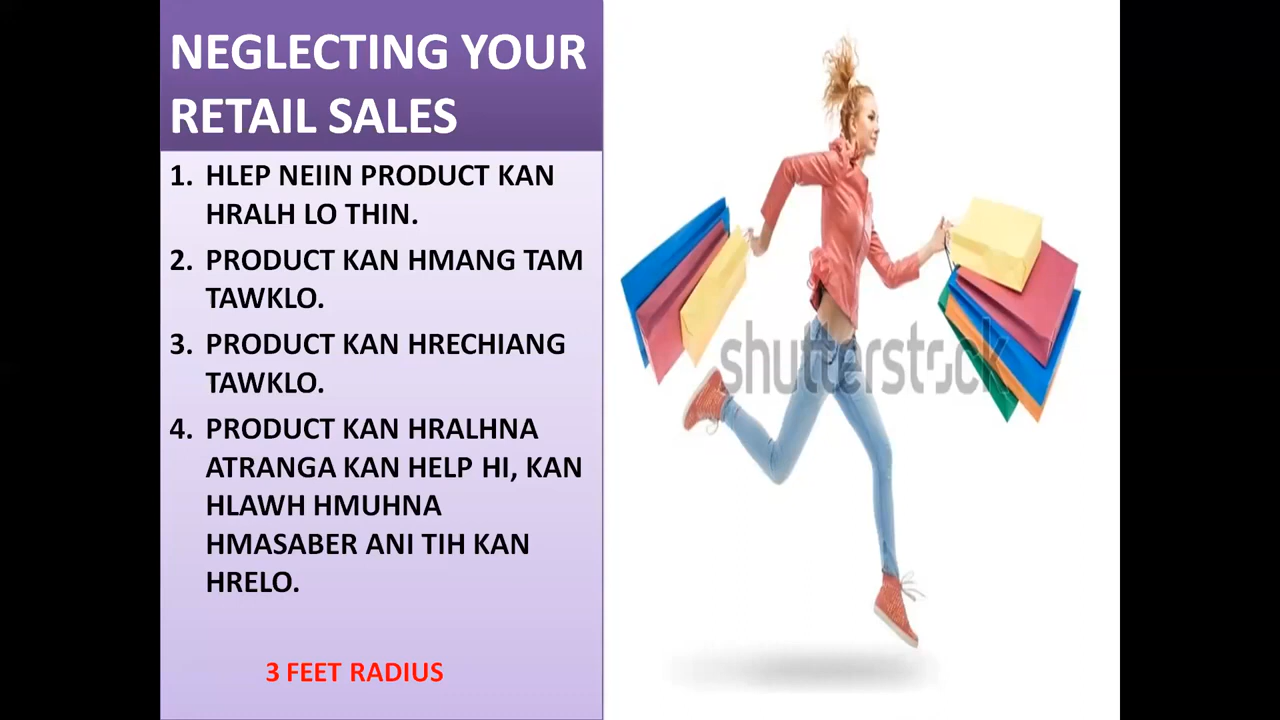 NEGLECTING YOUR
RETAIL SALES
1. HLEP NEIIN PRODUCT KAN
HRALH LO THIN.
2. PRODUCT KAN HMANG TAM
TAWKLO.
3. PRODUCT KAN HRECHIANG
TAWKLO.
4. PRODUCT KAN HRALHNA
ATRANGA KAN HELP HI, KAN
HLAWH HMUHNA
HMASABER ANI TIH KAN
HRELO.
3 FEET RADIUS
shutterstock